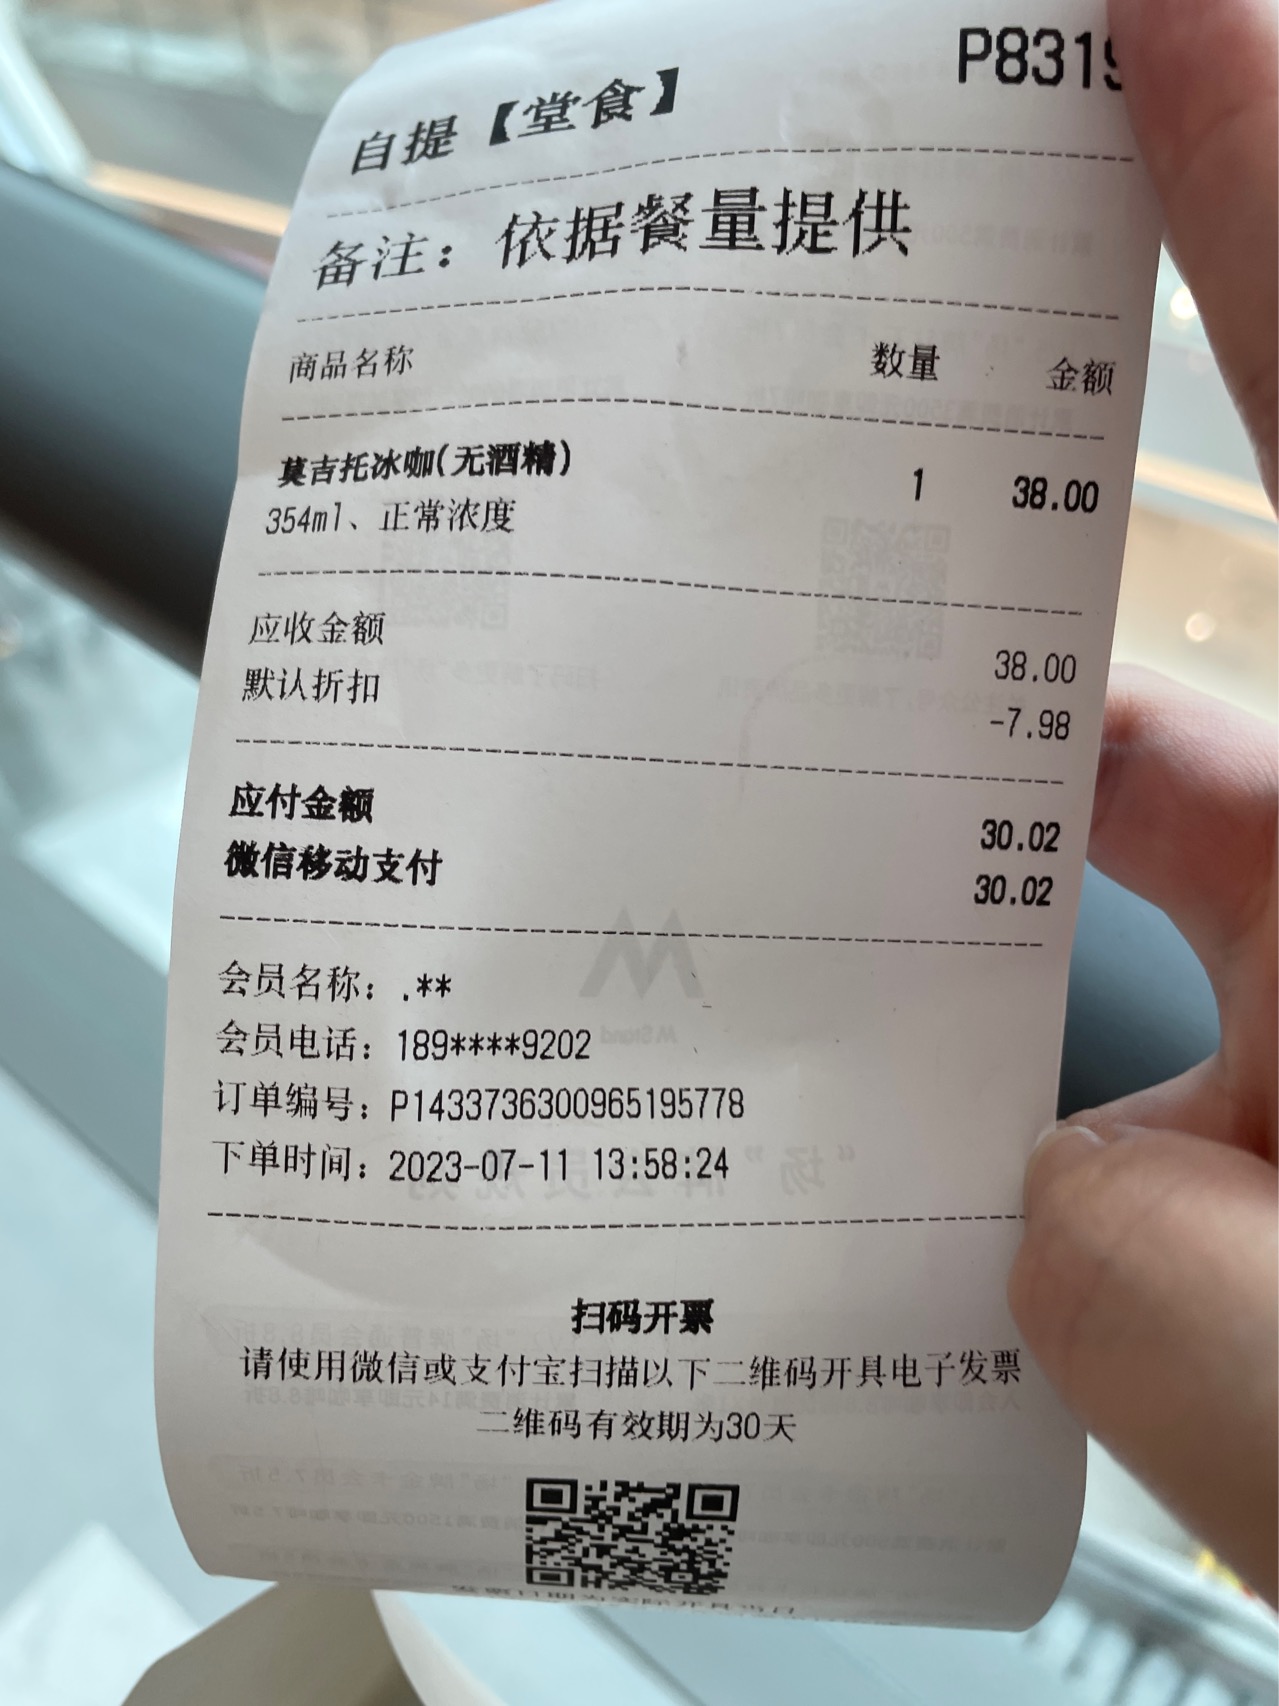 P8319
自提【堂食】
备注：依据餐量提供
商品名称 数量 金额
莫吉托冰咖(无酒精) 1 38.00
354ml、正常浓度
应收金额 38.00
默认折扣 -7.98
应付金额 30.02
微信移动支付 30.02
会员名称：.**
会员电话：189****9202
订单编号：P1433736300965195778
下单时间：2023-07-11 13:58:24
扫码开票
请使用微信或支付宝扫描以下二维码开具电子发票
二维码有效期为30天